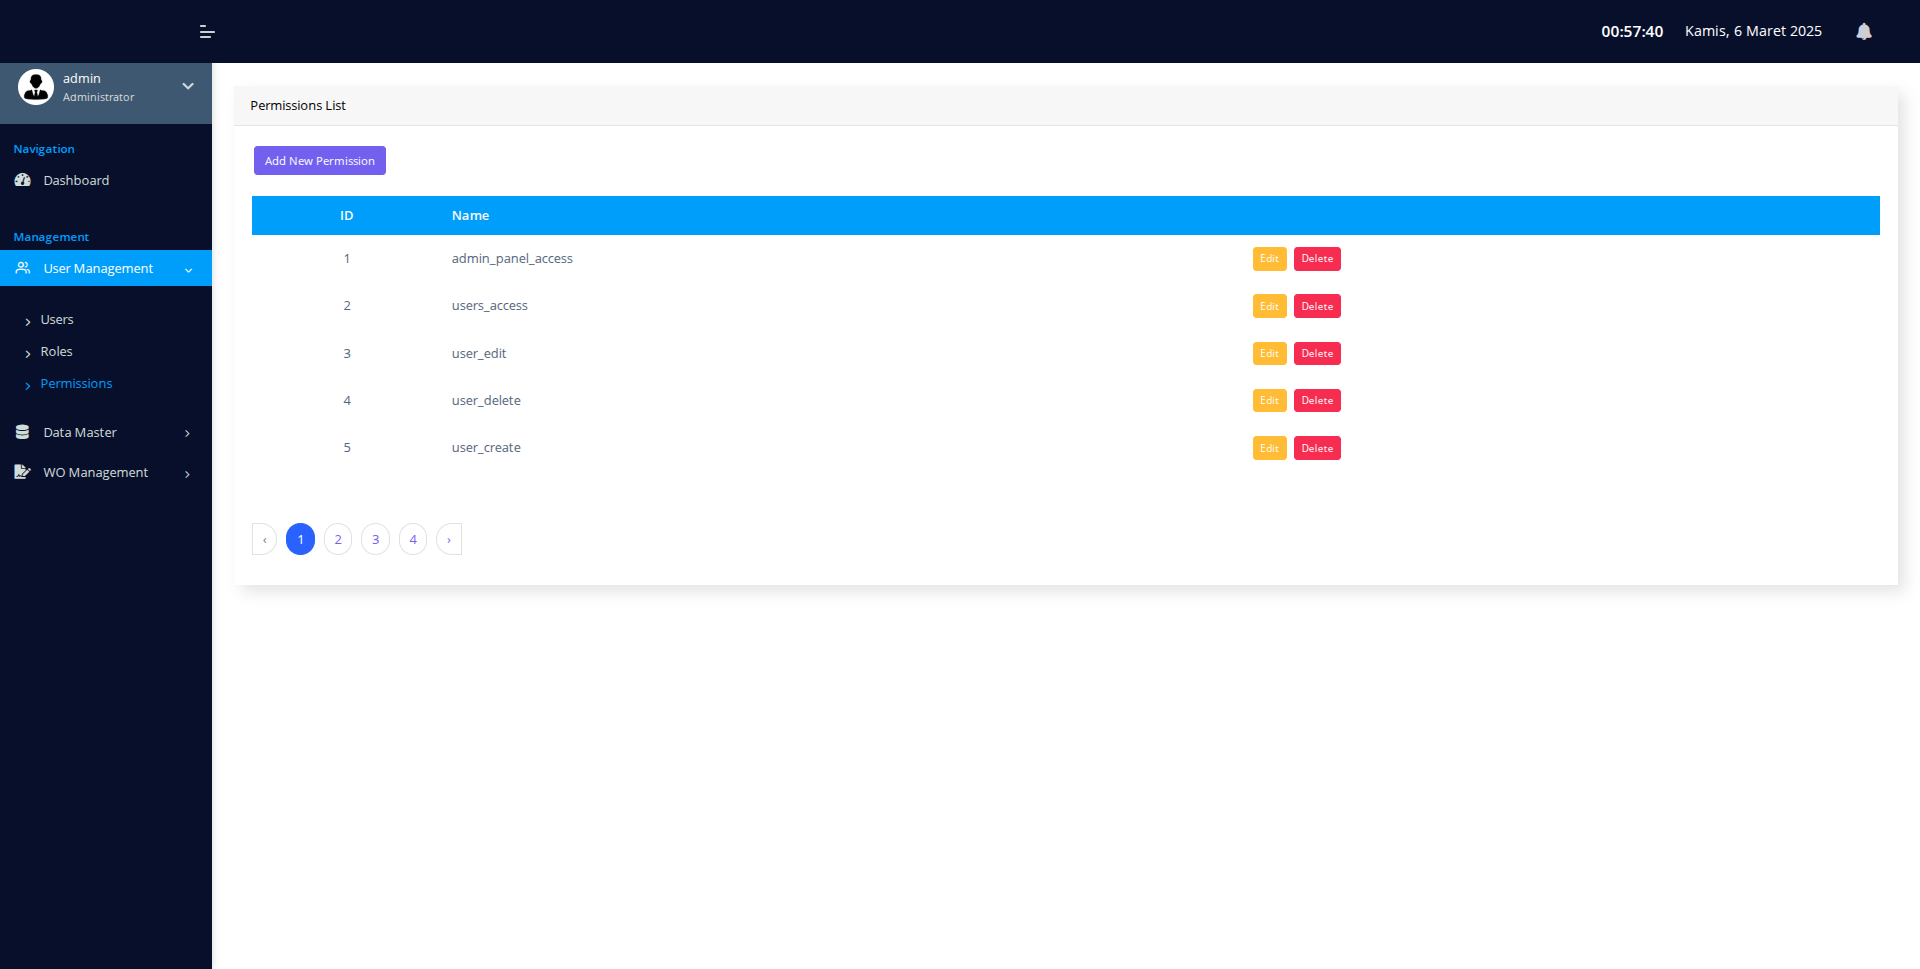 00:57:40 Kamis, 6 Maret 2025
admin
Administrator
Navigation
Dashboard
Management
User Management
Users
Roles
Permissions
Data Master
WO Management
Permissions List
Add New Permission
ID Name
1 admin_panel_access Edit Delete
2 users_access Edit Delete
3 user_edit Edit Delete
4 user_delete Edit Delete
5 user_create Edit Delete
‹ 1 2 3 4 ›